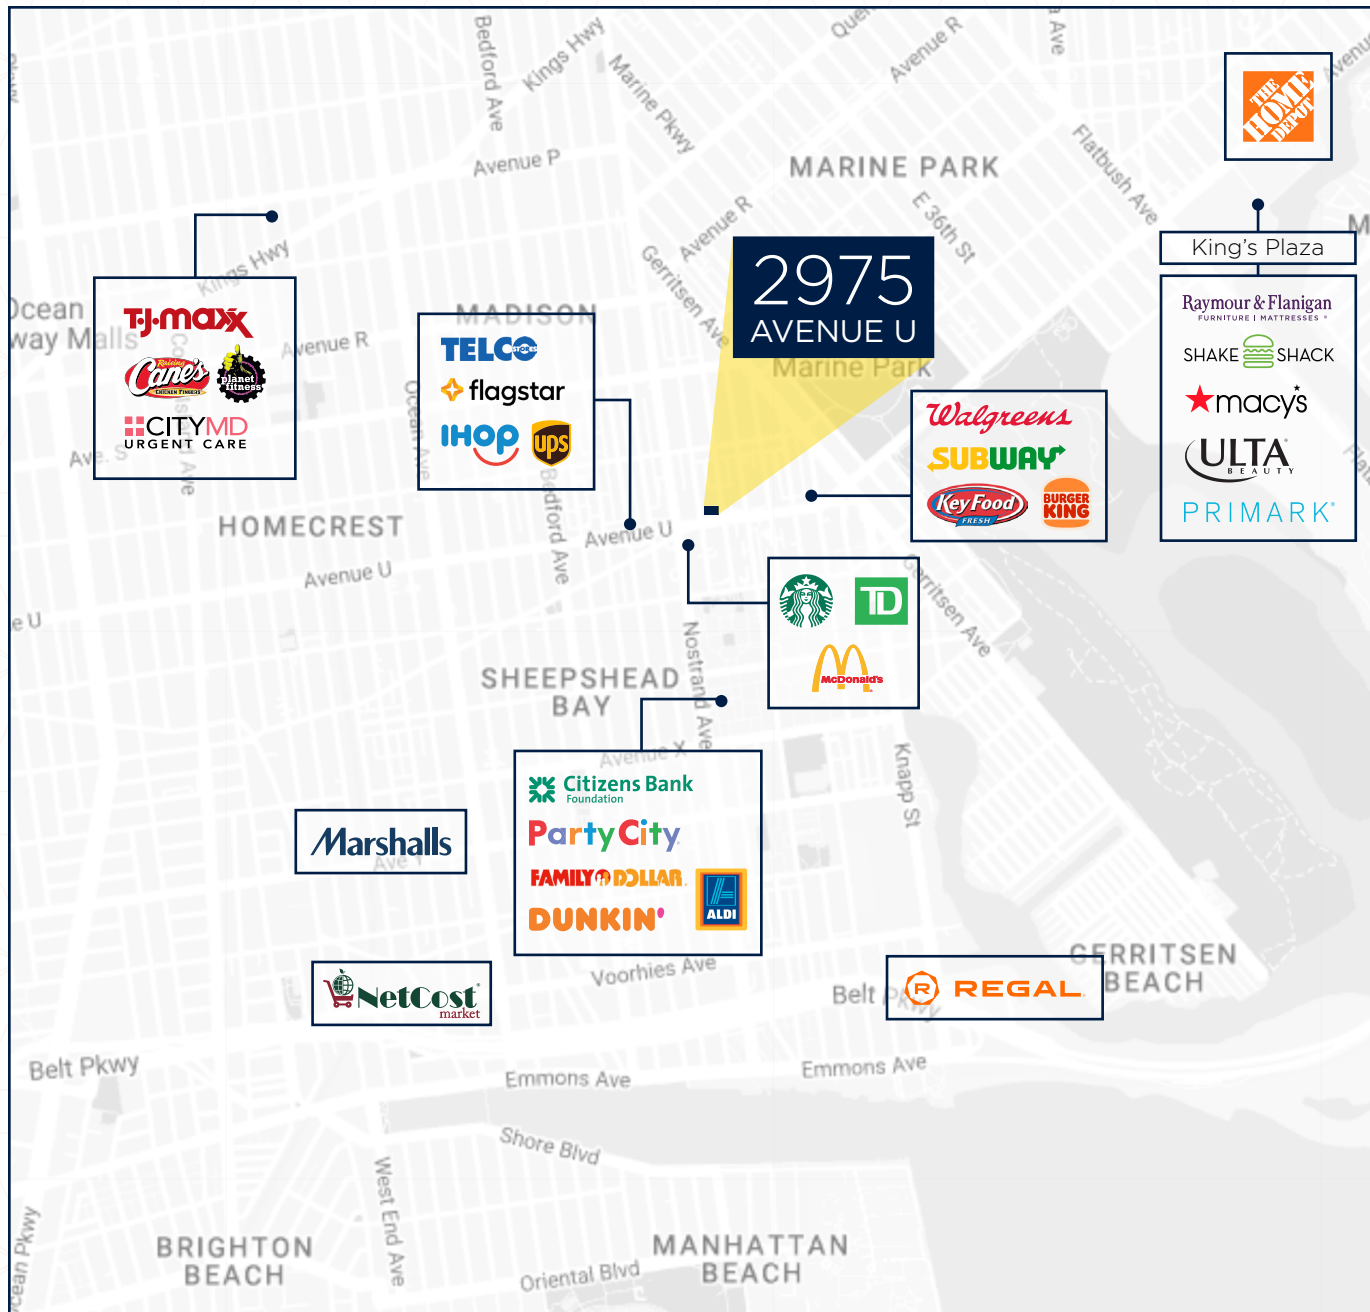 Bedford Ave
Kings Hwy
Marine Pkwy
Avenue R
Avenue P
MARINE PARK
Flatbush Ave
THE
HOME
DEPOT
E 36th St
Avenue R
Gerritsen Ave
King's Plaza
Raymour & Flanigan
FURNITURE | MATTRESSES
SHAKE SHACK
macy's
ULTA
BEAUTY
PRIMARK
2975
AVENUE U
Marine Park
Kings Hwy
Ocean
way Malls
T·J·maxx
Raising
Cane's
CHICKEN FINGERS
planet
fitness
CITYMD
URGENT CARE
Avenue R
Ave. S
MADISON
TELCO
STORES
flagstar
IHOP
ups
Ocean Ave
Bedford Ave
Walgreens
SUBWAY
Key Food
FRESH
BURGER
KING
HOMECREST
Avenue U
Avenue U
e U
TD
McDonald's
Gerritsen Ave
Nostrand Ave
SHEEPSHEAD
BAY
Avenue X
Knapp St
Citizens Bank
Foundation
Party City
FAMILY DOLLAR
DUNKIN'
ALDI
Marshalls
Ave Y
NetCost
market
Voorhies Ave
Belt Pkwy
REGAL
GERRITSEN
BEACH
Belt Pkwy
Emmons Ave
Emmons Ave
Shore Blvd
West End Ave
BRIGHTON
BEACH
MANHATTAN
BEACH
Oriental Blvd
cean Pkwy